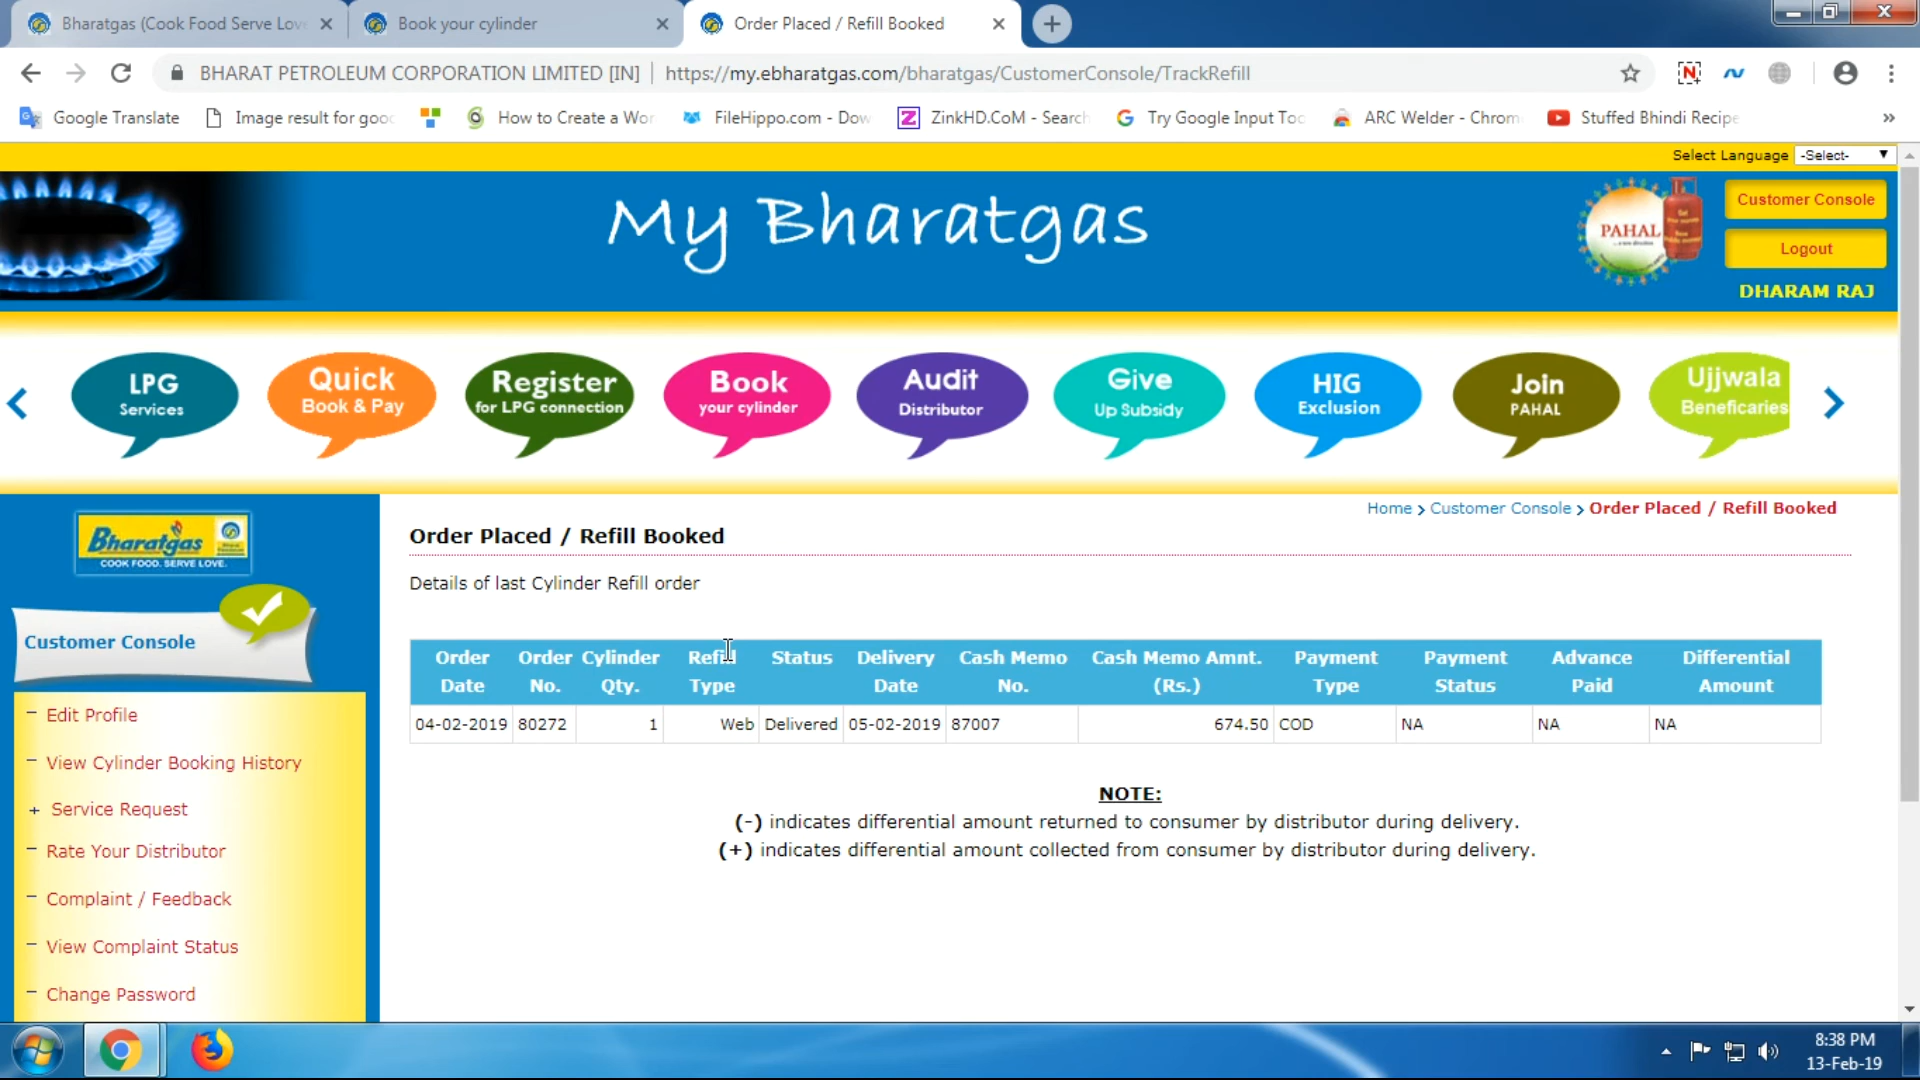 Bharatgas (Cook Food Serve Lov
Book your cylinder
Order Placed / Refill Booked
BHARAT PETROLEUM CORPORATION LIMITED [IN]
https://my.ebharatgas.com/bharatgas/CustomerConsole/TrackRefill
Google Translate
Image result for good
How to Create a Wor
FileHippo.com - Dow
ZinkHD.CoM - Search
Try Google Input Too
ARC Welder - Chrom
Stuffed Bhindi Recipe
»
Select Language -Select-
My Bharatgas
PAHAL
Customer Console
Logout
DHARAM RAJ
LPG
Services
Quick
Book & Pay
Register
for LPG connection
Book
your cylinder
Audit
Distributor
Give
Up Subsidy
HIG
Exclusion
Join
PAHAL
Ujjwala
Beneficaries
Home > Customer Console > Order Placed / Refill Booked
Bharatgas
COOK FOOD. SERVE LOVE.
Customer Console
– Edit Profile
– View Cylinder Booking History
+ Service Request
– Rate Your Distributor
– Complaint / Feedback
– View Complaint Status
– Change Password
Order Placed / Refill Booked
Details of last Cylinder Refill order
Order Date Order No. Cylinder Qty. Refill Type Status Delivery Date Cash Memo No. Cash Memo Amnt. (Rs.) Payment Type Payment Status Advance Paid Differential Amount
04-02-2019 80272 1 Web Delivered 05-02-2019 87007 674.50 COD NA NA NA
NOTE:
(-) indicates differential amount returned to consumer by distributor during delivery.
(+) indicates differential amount collected from consumer by distributor during delivery.
8:38 PM
13-Feb-19